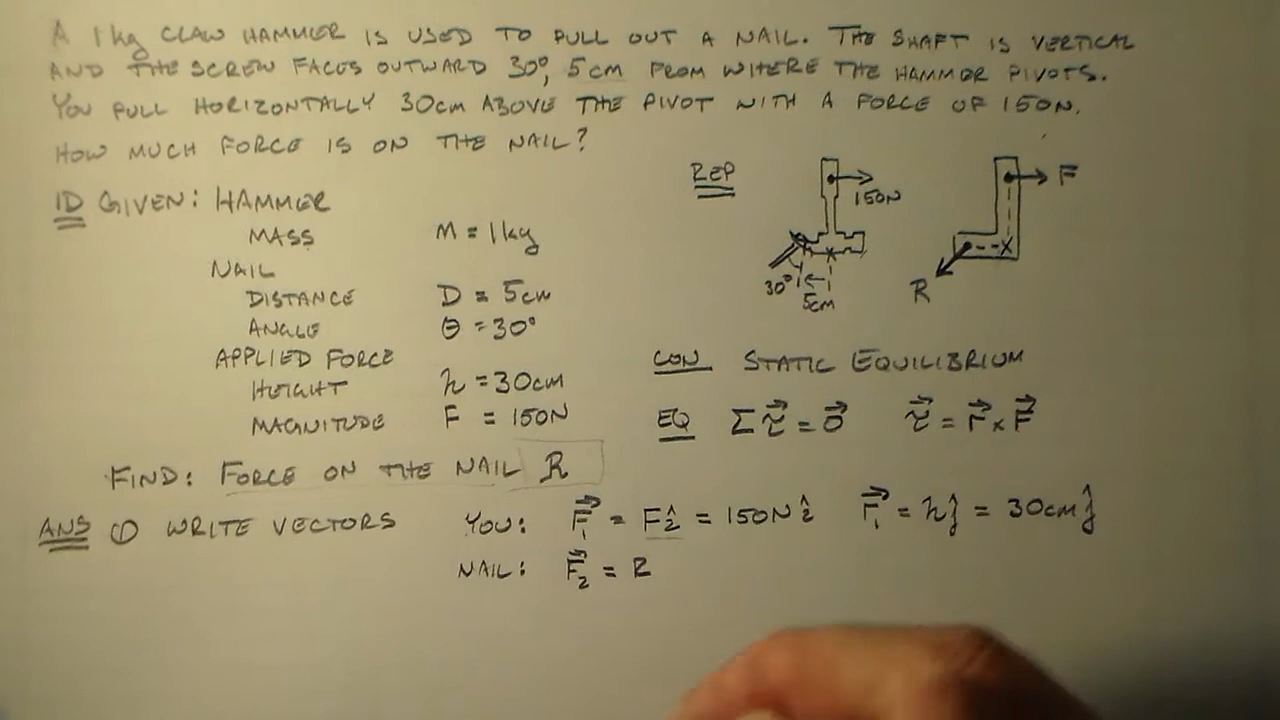 A 1kg CLAW HAMMER IS USED TO PULL OUT A NAIL. THE SHAFT IS VERTICAL
AND THE SCREW FACES OUTWARD 30°, 5cm FROM WHERE THE HAMMER PIVOTS.
YOU PULL HORIZONTALLY 30cm ABOVE THE PIVOT WITH A FORCE OF 150N.
HOW MUCH FORCE IS ON THE NAIL?
ID GIVEN: HAMMER
MASS M = 1kg
NAIL
DISTANCE D = 5cm
ANGLE θ = 30°
APPLIED FORCE
HEIGHT h = 30cm
MAGNITUDE F = 150N
FIND: FORCE ON THE NAIL R
REP
150N
30°
5cm
F
R
CON STATIC EQUILIBRIUM
EQ Σ τ⃗ = 0⃗ τ⃗ = r⃗ × F⃗
ANS ① WRITE VECTORS YOU: F⃗₁ = F î = 150N î r⃗₁ = h ĵ = 30cm ĵ
NAIL: F⃗₂ = R